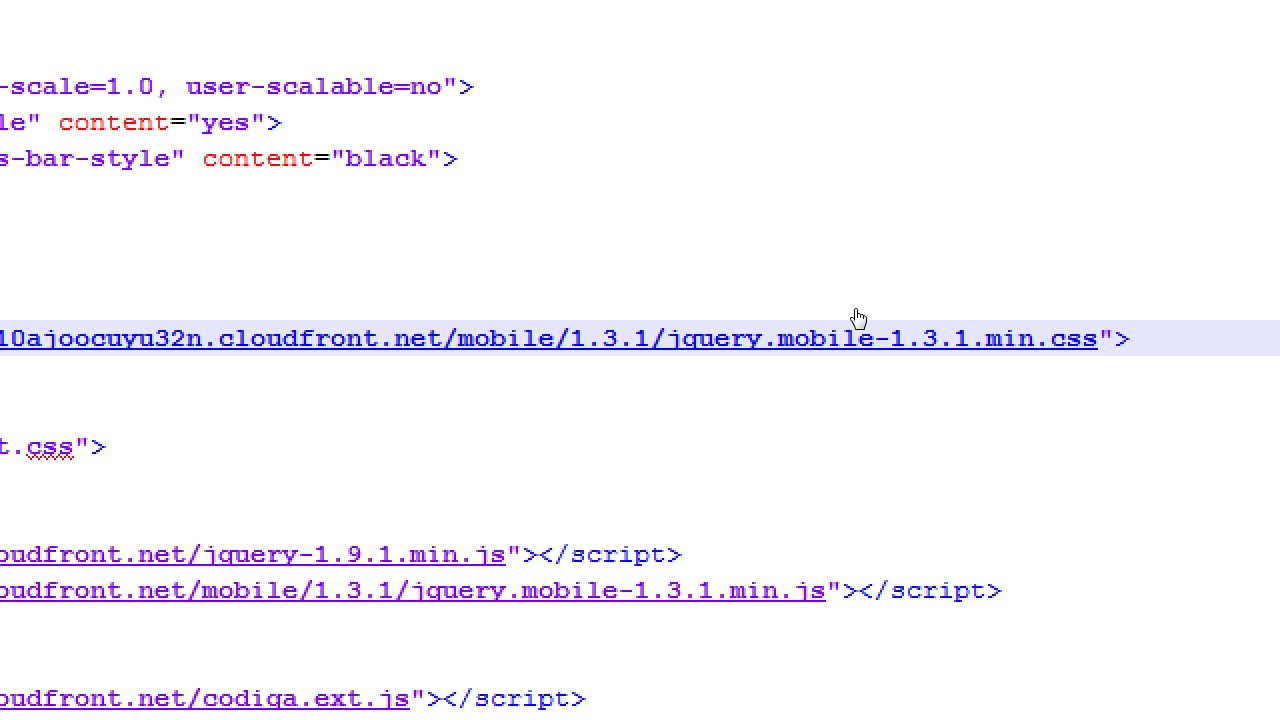 -scale=1.0, user-scalable=no">
le" content="yes">
s-bar-style" content="black">
10ajoocuyu32n.cloudfront.net/mobile/1.3.1/jquery.mobile-1.3.1.min.css">
t.css">
oudfront.net/jquery-1.9.1.min.js"></script>
oudfront.net/mobile/1.3.1/jquery.mobile-1.3.1.min.js"></script>
oudfront.net/codiqa.ext.js"></script>